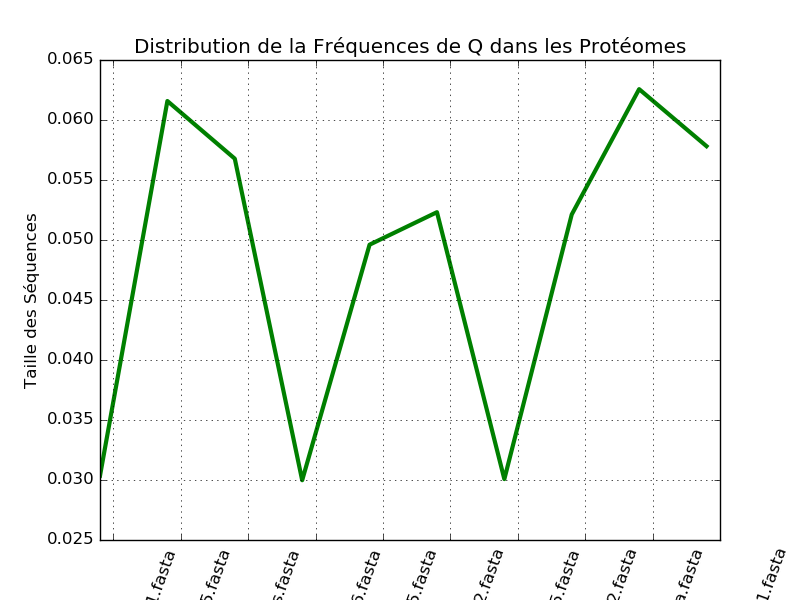 Distribution de la Fréquences de Q dans les Protéomes
Taille des Séquences
0.065
0.060
0.055
0.050
0.045
0.040
0.035
0.030
0.025
1.fasta
5.fasta
s.fasta
6.fasta
5.fasta
2.fasta
6.fasta
2.fasta
a.fasta
1.fasta